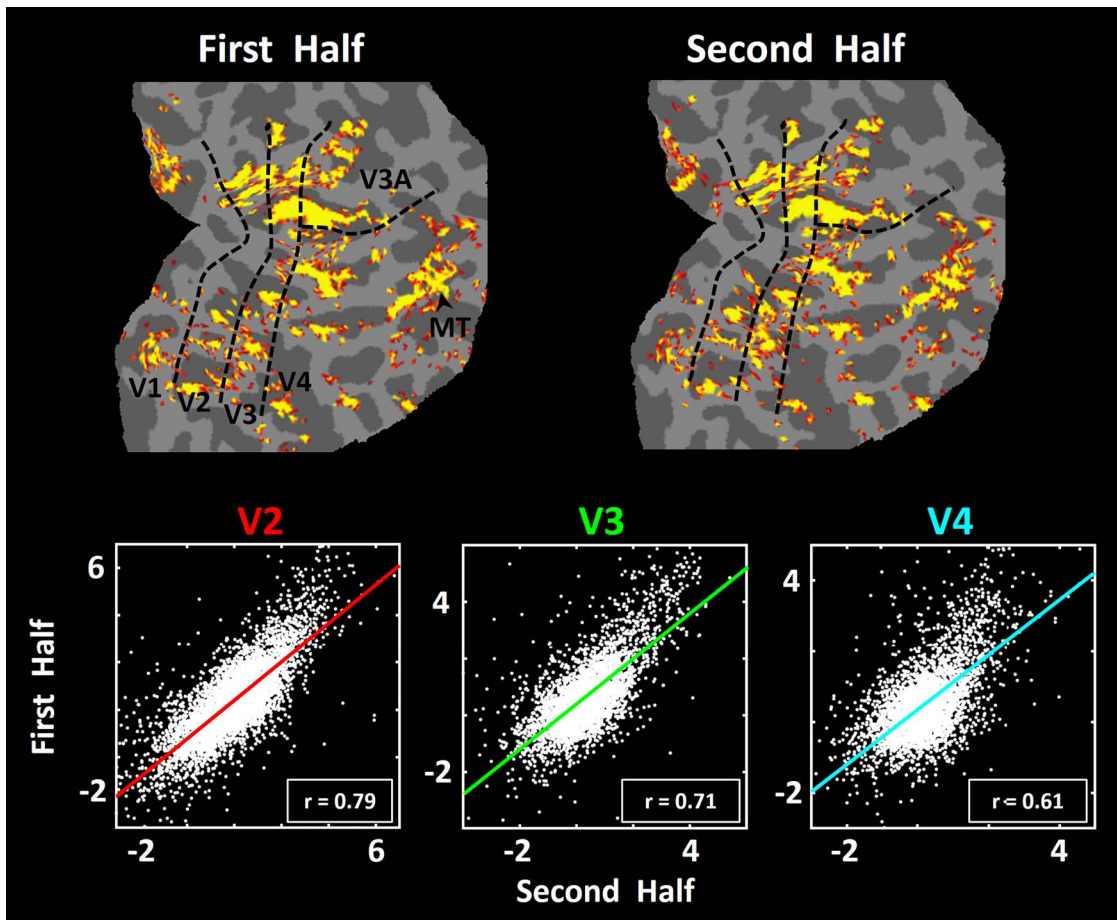 First Half
Second Half
V3A
MT
V1
V2
V3
V4
V2
V3
V4
6
4
4
First Half
-2
-2
-2
r = 0.79
r = 0.71
r = 0.61
-2
6
-2
4
-2
4
Second Half